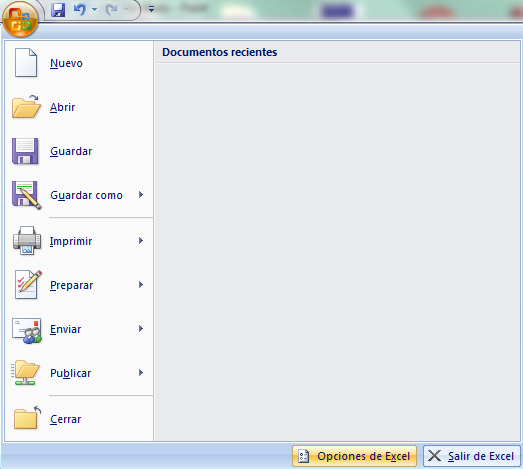 Documentos recientes
Nuevo
Abrir
Guardar
Guardar como
Imprimir
Preparar
Enviar
Publicar
Cerrar
Opciones de Excel
Salir de Excel